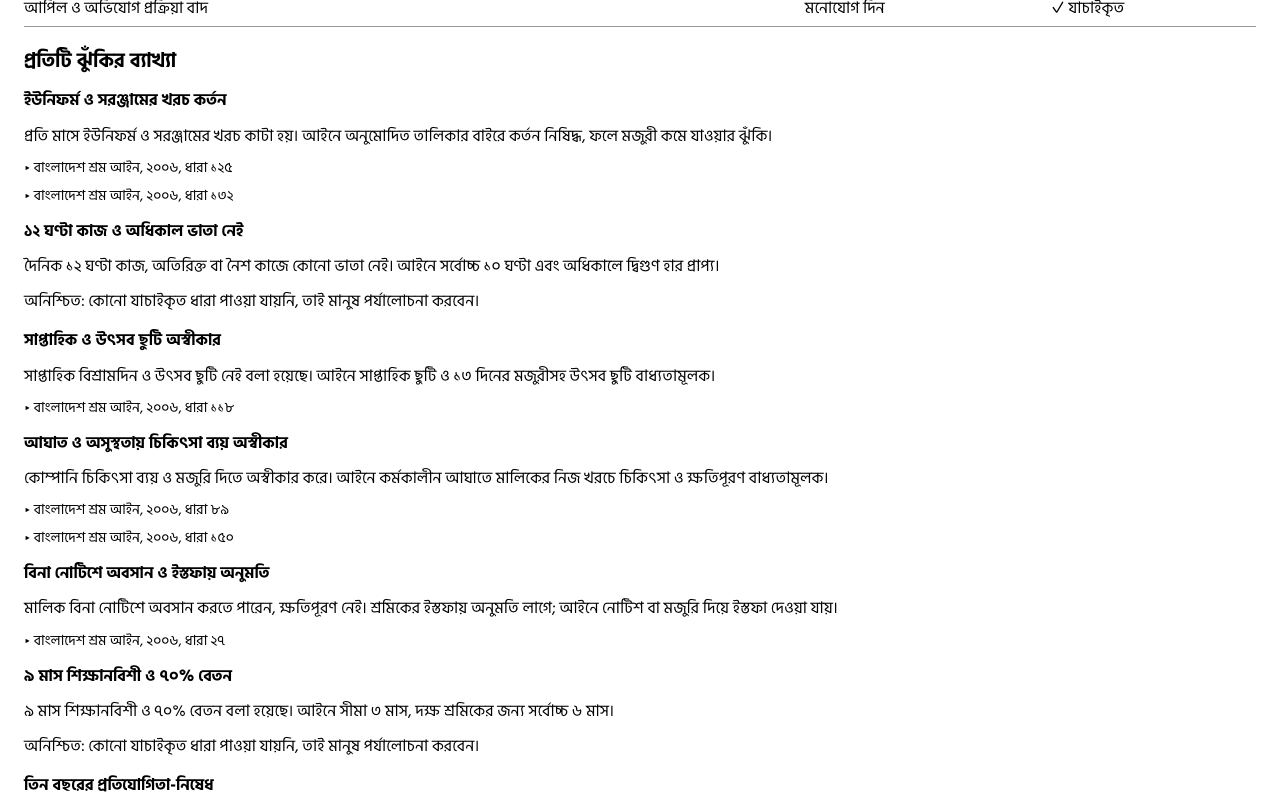 আপিল ও অভিযোগ প্রক্রিয়া বাদ মনোযোগ দিন ✓ যাচাইকৃত
প্রতিটি ঝুঁকির ব্যাখ্যা
ইউনিফর্ম ও সরঞ্জামের খরচ কর্তন
প্রতি মাসে ইউনিফর্ম ও সরঞ্জামের খরচ কাটা হয়। আইনে অনুমোদিত তালিকার বাইরে কর্তন নিষিদ্ধ, ফলে মজুরী কমে যাওয়ার ঝুঁকি।
‣ বাংলাদেশ শ্রম আইন, ২০০৬, ধারা ১২৫
‣ বাংলাদেশ শ্রম আইন, ২০০৬, ধারা ১৩২
১২ ঘণ্টা কাজ ও অধিকাল ভাতা নেই
দৈনিক ১২ ঘণ্টা কাজ, অতিরিক্ত বা নৈশ কাজে কোনো ভাতা নেই। আইনে সর্বোচ্চ ১০ ঘণ্টা এবং অধিকালে দ্বিগুণ হার প্রাপ্য।
অনিশ্চিত: কোনো যাচাইকৃত ধারা পাওয়া যায়নি, তাই মানুষ পর্যালোচনা করবেন।
সাপ্তাহিক ও উৎসব ছুটি অস্বীকার
সাপ্তাহিক বিশ্রামদিন ও উৎসব ছুটি নেই বলা হয়েছে। আইনে সাপ্তাহিক ছুটি ও ১৩ দিনের মজুরীসহ উৎসব ছুটি বাধ্যতামূলক।
‣ বাংলাদেশ শ্রম আইন, ২০০৬, ধারা ১১৮
আঘাত ও অসুস্থতায় চিকিৎসা ব্যয় অস্বীকার
কোম্পানি চিকিৎসা ব্যয় ও মজুরি দিতে অস্বীকার করে। আইনে কর্মকালীন আঘাতে মালিকের নিজ খরচে চিকিৎসা ও ক্ষতিপূরণ বাধ্যতামূলক।
‣ বাংলাদেশ শ্রম আইন, ২০০৬, ধারা ৮৯
‣ বাংলাদেশ শ্রম আইন, ২০০৬, ধারা ১৫০
বিনা নোটিশে অবসান ও ইস্তফায় অনুমতি
মালিক বিনা নোটিশে অবসান করতে পারেন, ক্ষতিপূরণ নেই। শ্রমিকের ইস্তফায় অনুমতি লাগে; আইনে নোটিশ বা মজুরি দিয়ে ইস্তফা দেওয়া যায়।
‣ বাংলাদেশ শ্রম আইন, ২০০৬, ধারা ২৭
৯ মাস শিক্ষানবিশী ও ৭০% বেতন
৯ মাস শিক্ষানবিশী ও ৭০% বেতন বলা হয়েছে। আইনে সীমা ৩ মাস, দক্ষ শ্রমিকের জন্য সর্বোচ্চ ৬ মাস।
অনিশ্চিত: কোনো যাচাইকৃত ধারা পাওয়া যায়নি, তাই মানুষ পর্যালোচনা করবেন।
তিন বছরের প্রতিযোগিতা-নিষেধ